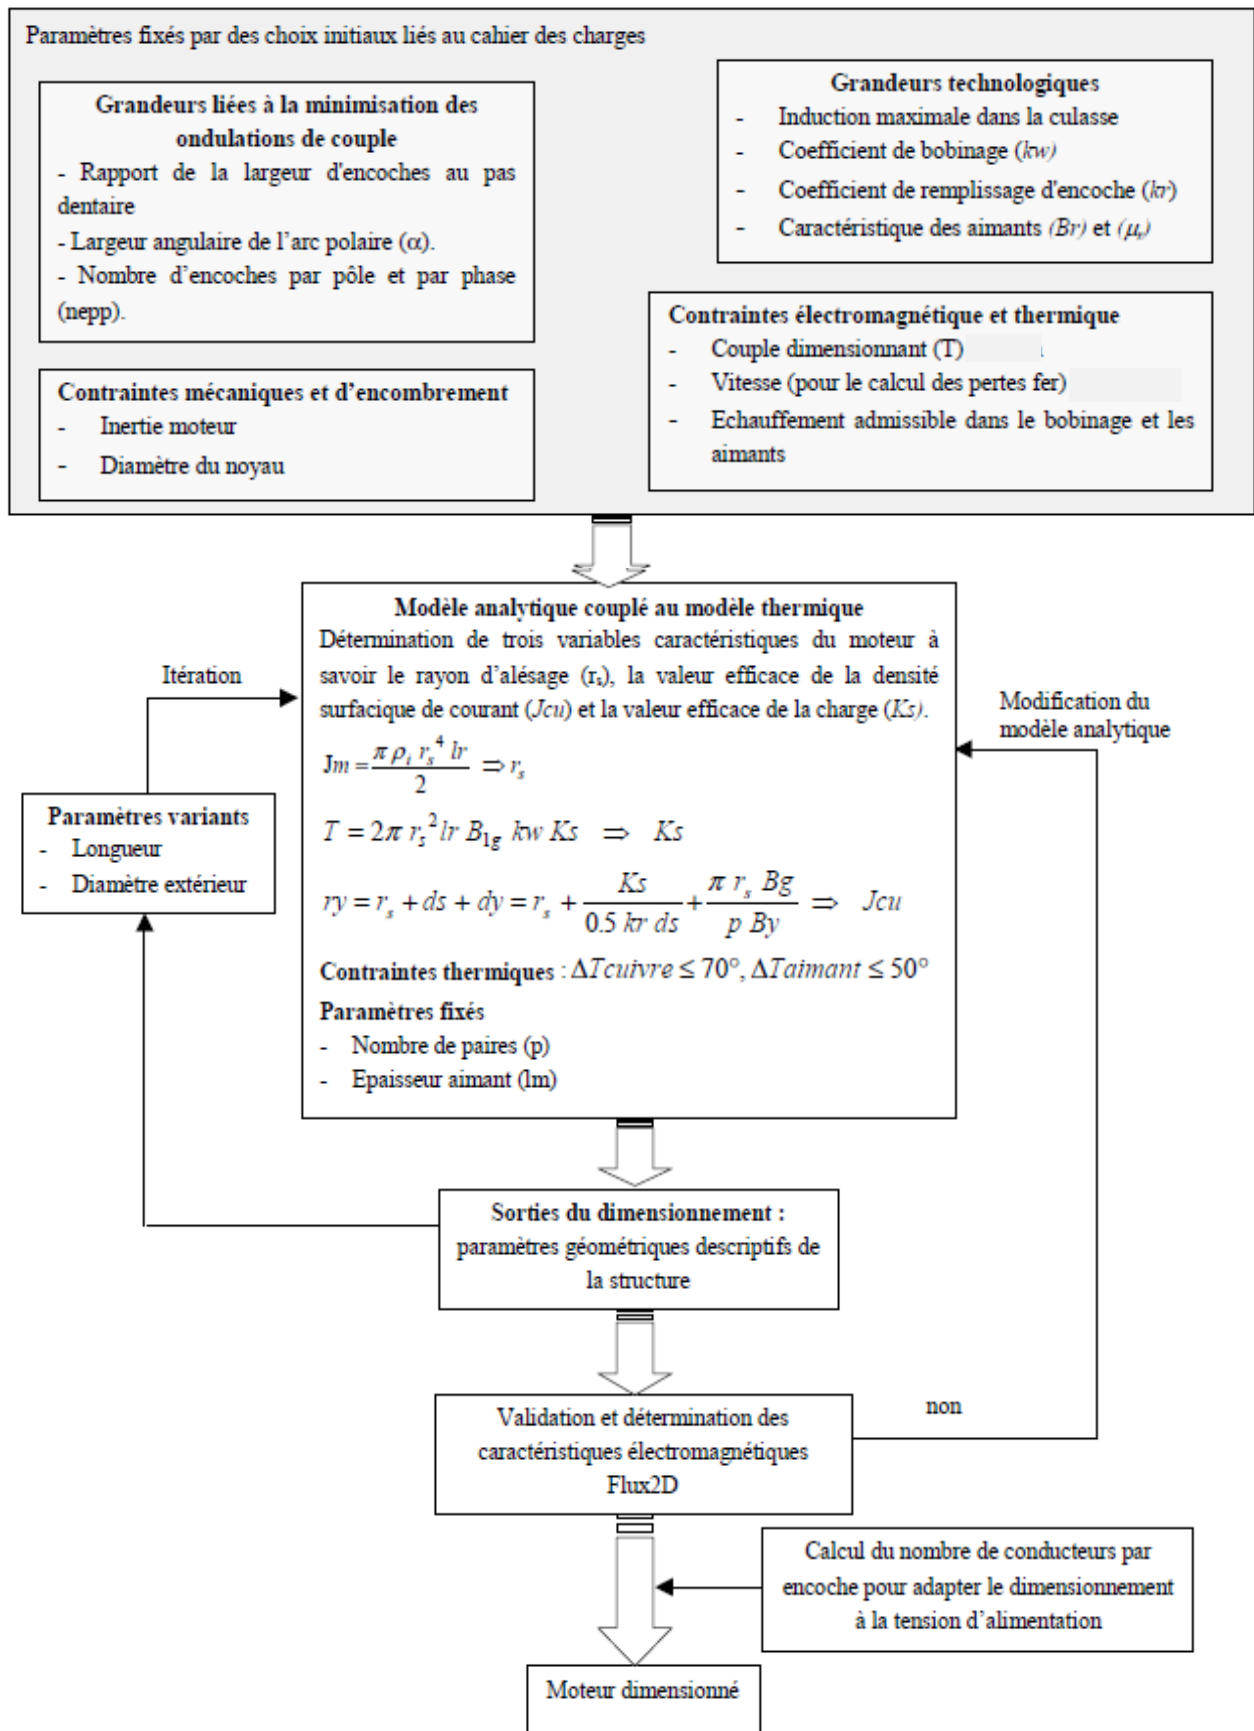 Paramètres fixés par des choix initiaux liés au cahier des charges
Grandeurs liées à la minimisation des
ondulations de couple
- Rapport de la largeur d'encoches au pas
dentaire
- Largeur angulaire de l’arc polaire (α).
- Nombre d’encoches par pôle et par phase
(nepp).
Contraintes mécaniques et d’encombrement
- Inertie moteur
- Diamètre du noyau
Grandeurs technologiques
- Induction maximale dans la culasse
- Coefficient de bobinage (kw)
- Coefficient de remplissage d'encoche (kr)
- Caractéristique des aimants (Br) et (μᵣ)
Contraintes électromagnétique et thermique
- Couple dimensionnant (T)
- Vitesse (pour le calcul des pertes fer)
- Echauffement admissible dans le bobinage et les
aimants
Modèle analytique couplé au modèle thermique
Détermination de trois variables caractéristiques du moteur à
savoir le rayon d’alésage (rₛ), la valeur efficace de la densité
surfacique de courant (Jcu) et la valeur efficace de la charge (Ks).
Jm = π ρᵢ rₛ⁴ lr / 2 ⇒ rₛ
T = 2π rₛ² lr B₁g kw Ks ⇒ Ks
ry = rₛ + ds + dy = rₛ + Ks / (0.5 kr ds) + π rₛ Bg / (p By) ⇒ Jcu
Contraintes thermiques : ΔTcuivre ≤ 70°, ΔTaimant ≤ 50°
Paramètres fixés
- Nombre de paires (p)
- Epaisseur aimant (lm)
Itération
Paramètres variants
- Longueur
- Diamètre extérieur
Modification du
modèle analytique
Sorties du dimensionnement :
paramètres géométriques descriptifs de
la structure
Validation et détermination des
caractéristiques électromagnétiques
Flux2D
non
Calcul du nombre de conducteurs par
encoche pour adapter le dimensionnement
à la tension d’alimentation
Moteur dimensionné